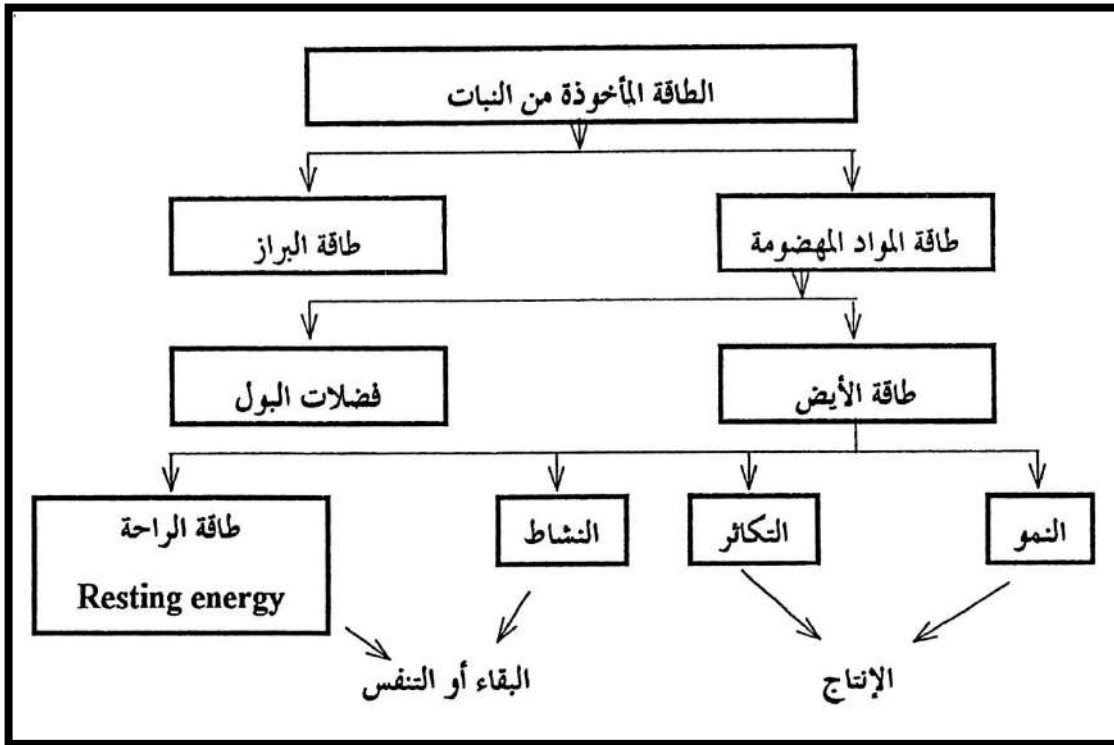 الطاقة المأخوذة من النبات
طاقة المواد المهضومة
طاقة البراز
طاقة الأيض
فضلات البول
النمو
التكاثر
النشاط
طاقة الراحة
Resting energy
الإنتاج
البقاء أو التنفس